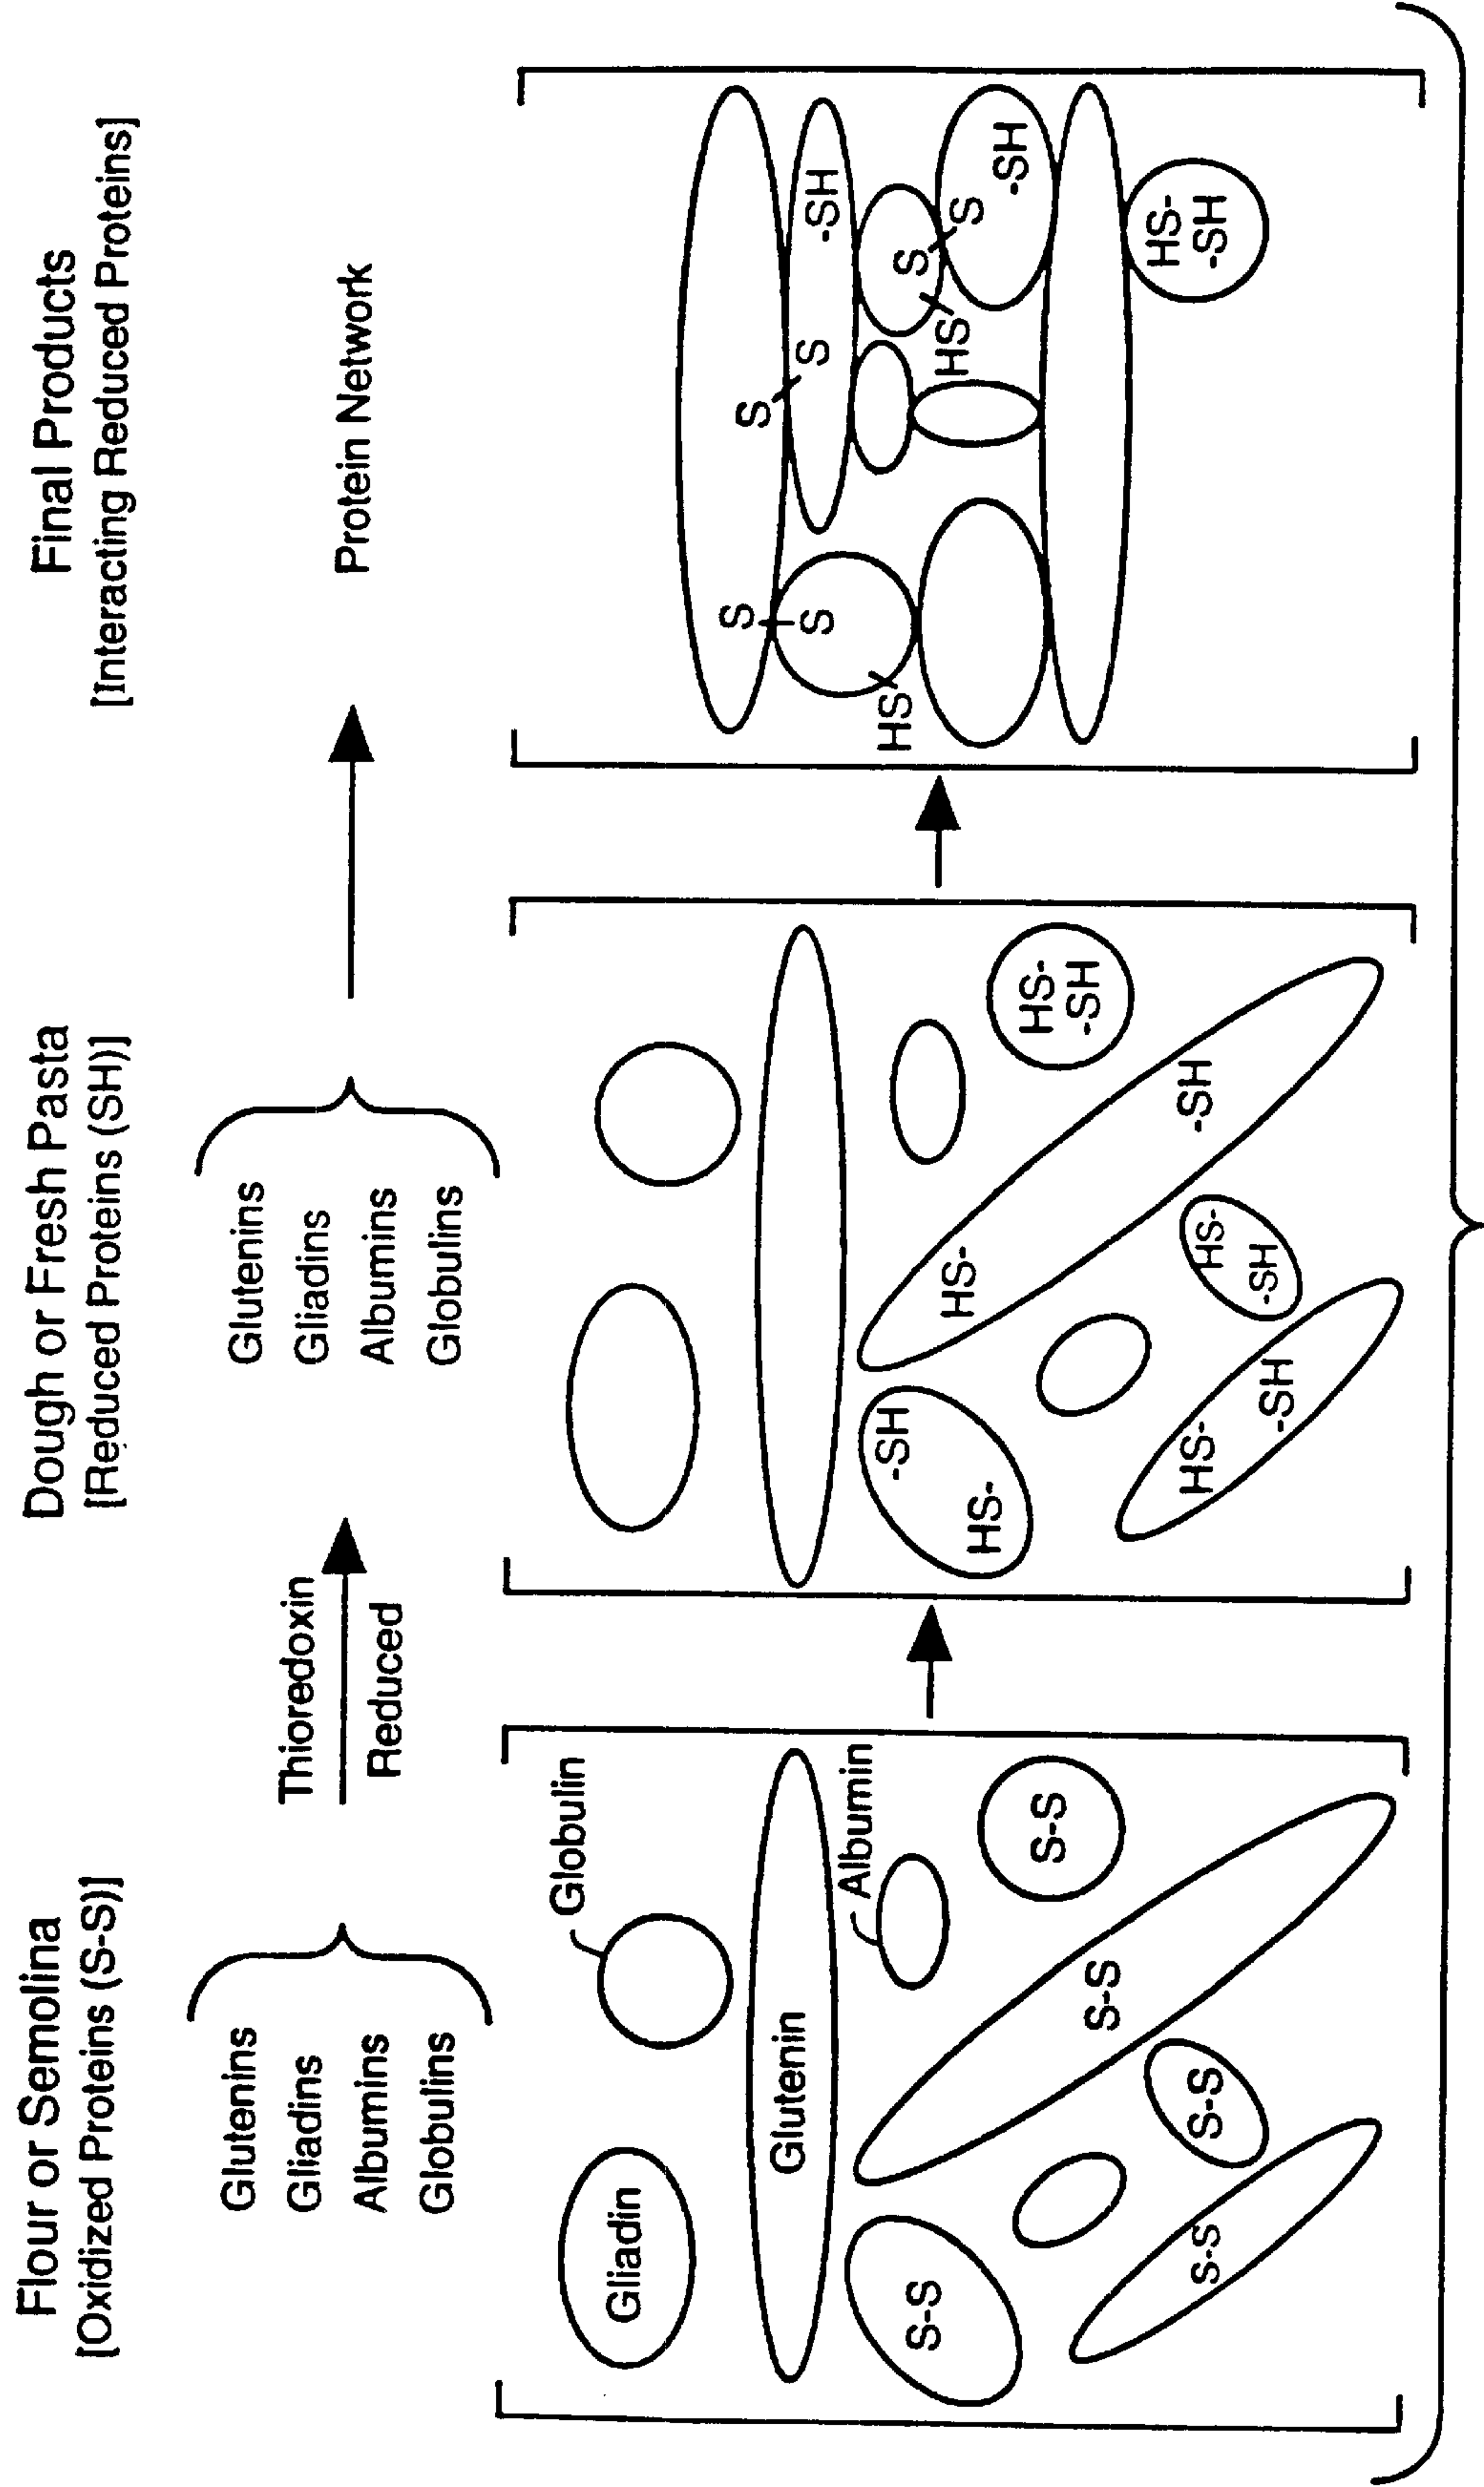 Flour or Semolina
[Oxidized Proteins (S-S)]
Glutenins
Gliadins
Albumins
Globulins
Thioredoxin
Reduced
Dough or Fresh Pasta
[Reduced Proteins (SH)]
Glutenins
Gliadins
Albumins
Globulins
Final Products
[Interacting Reduced Proteins]
Protein Network
Gliadin
Globulin
Glutenin
Albumin
S-S
S-S
S-S
S-S
S-S
-SH
HS-
HS-
-SH
HS-
-SH
HS-
-SH
HS-
-SH
S
S
HS
S
S
-SH
S
S
HS
-SH
HS-
-SH